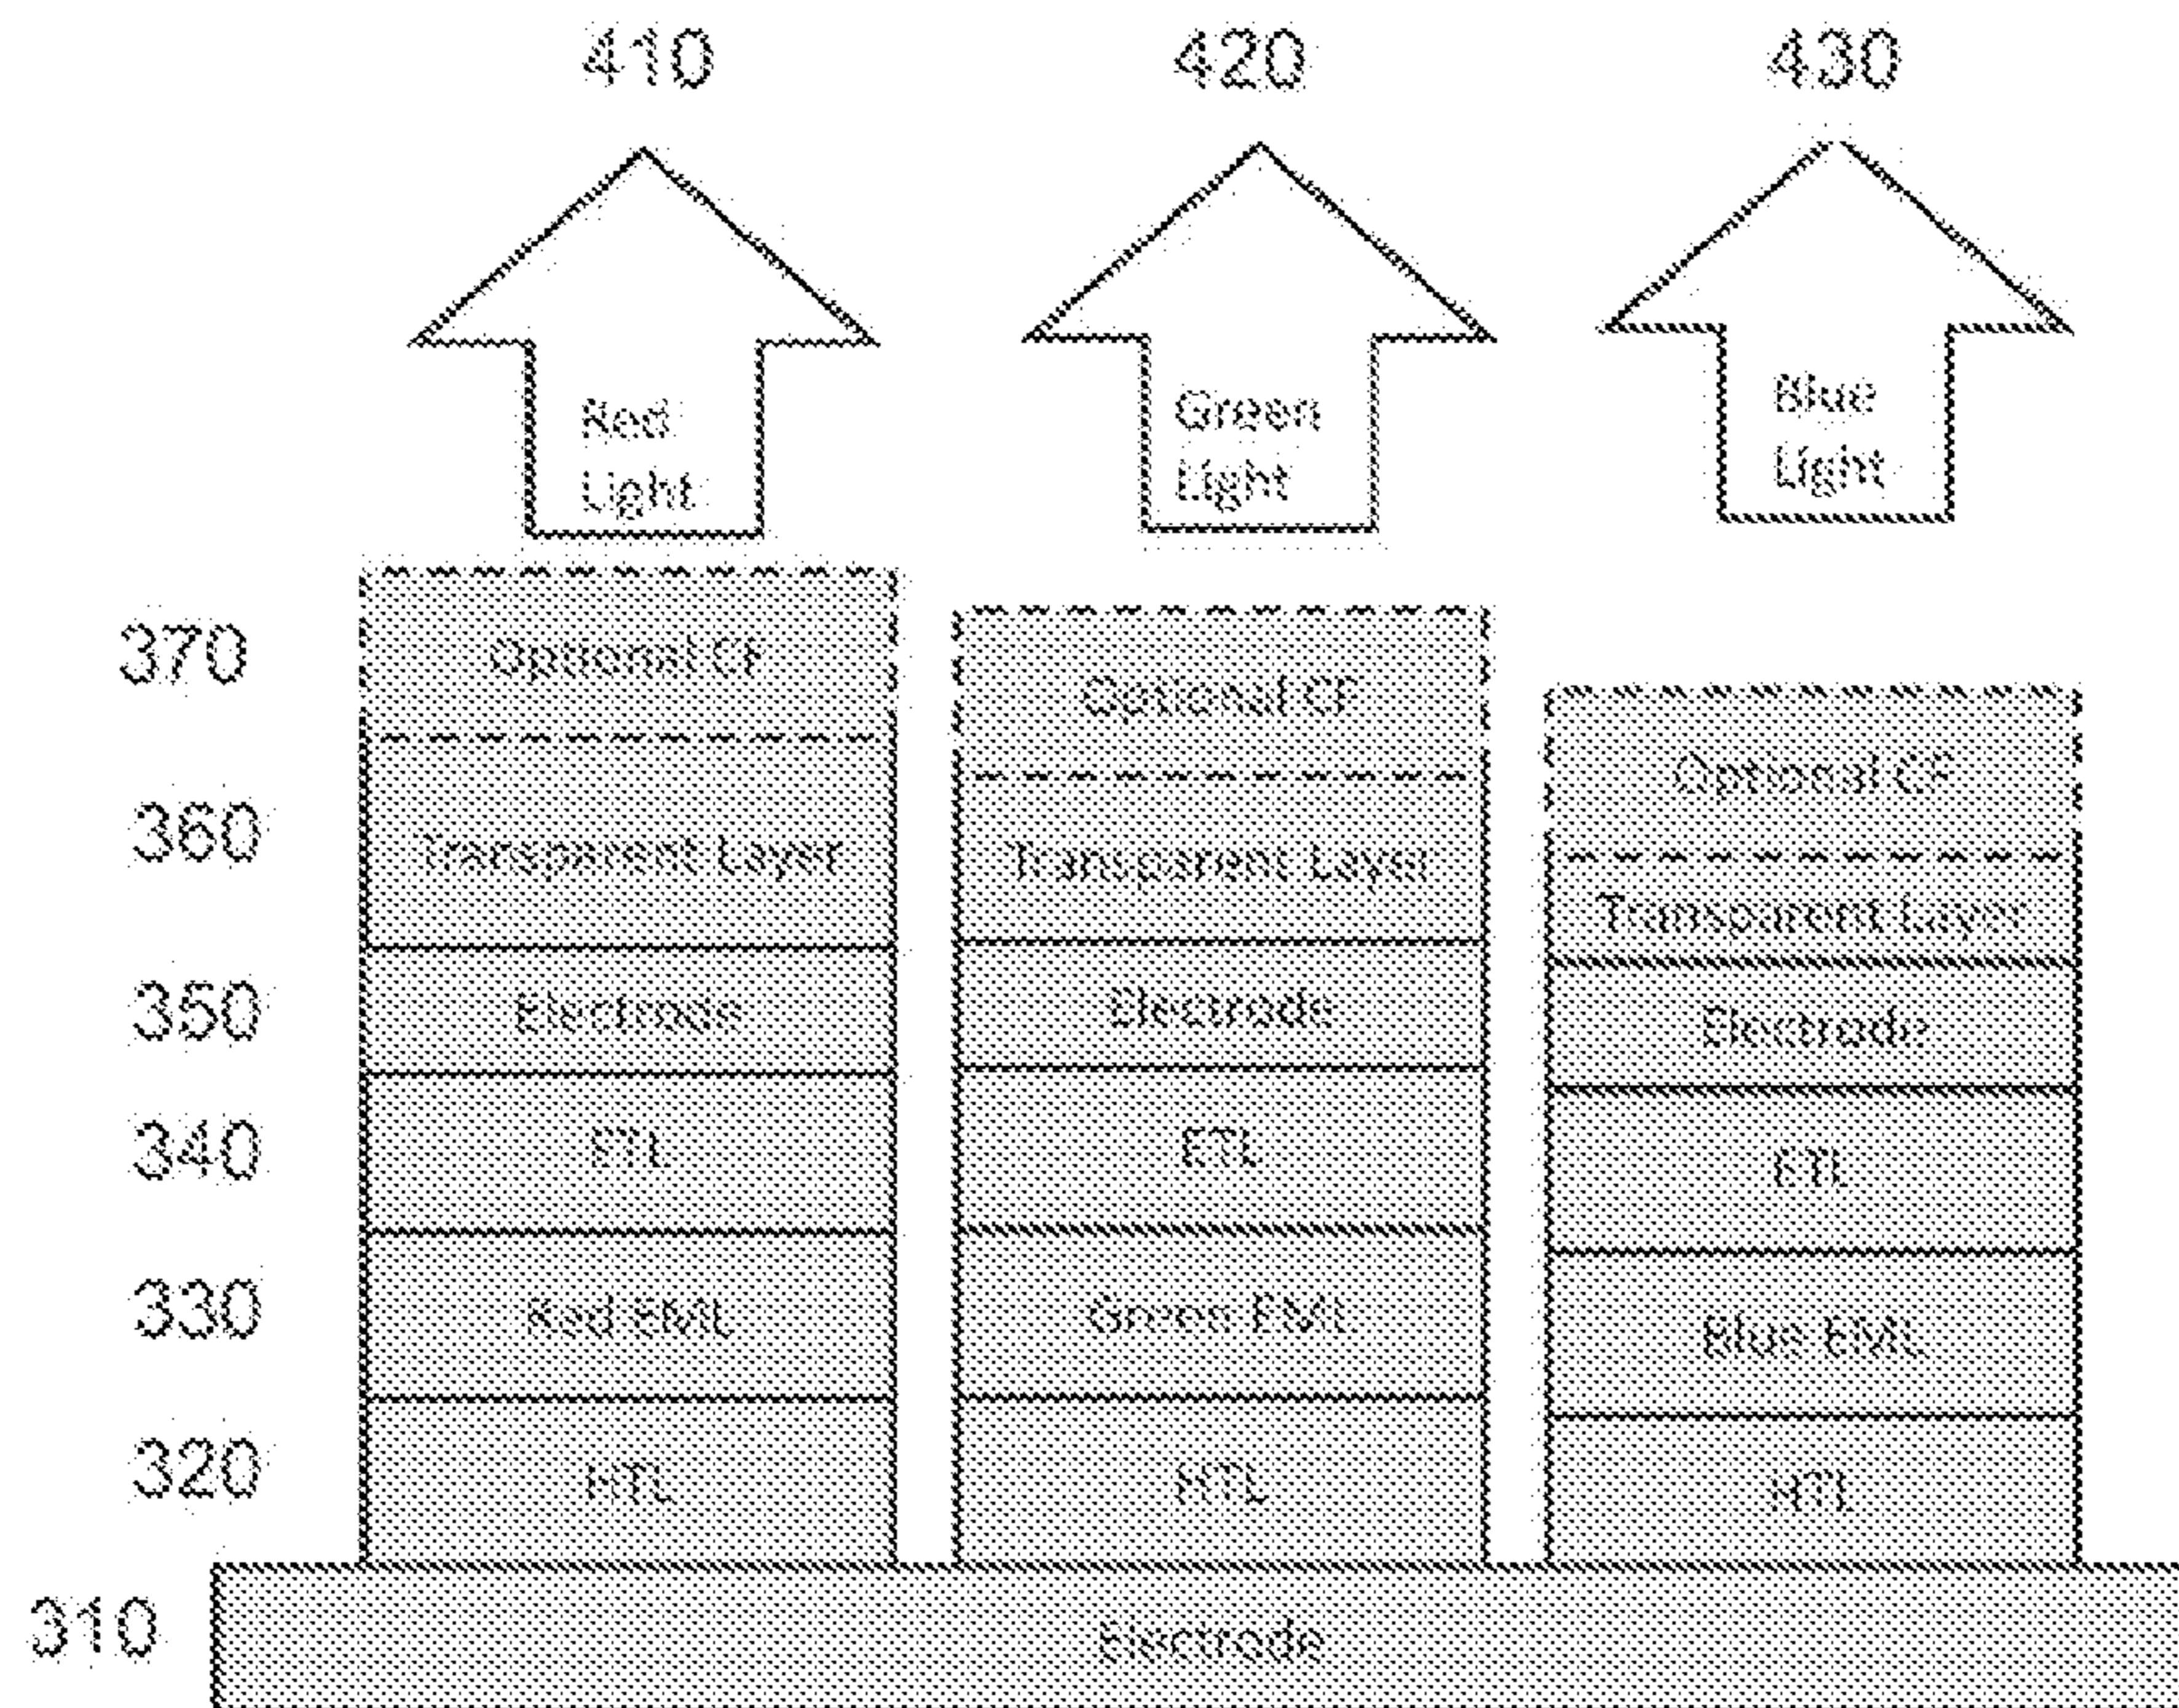 410 420 430
Red Light Green Light Blue Light
370 Optional CF Optional CF Optional CF
360 Transparent Layer Transparent Layer Transparent Layer
350 Electrode Electrode Electrode
340 ETL ETL ETL
330 Red EML Green EML Blue EML
320 HTL HTL HTL
310 Electrode